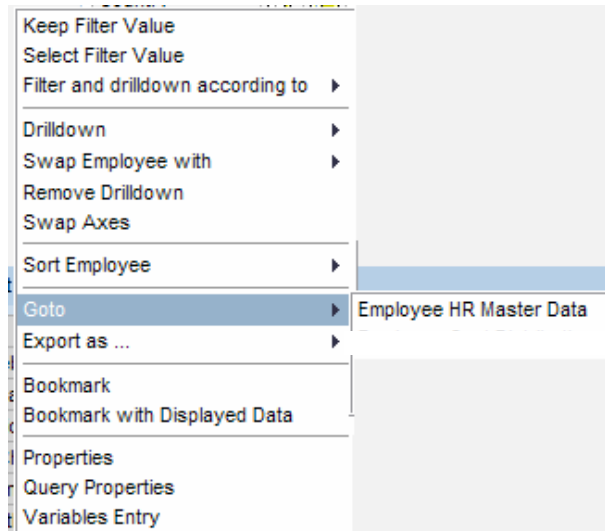 Keep Filter Value
Select Filter Value
Filter and drilldown according to
Drilldown
Swap Employee with
Remove Drilldown
Swap Axes
Sort Employee
Goto
Employee HR Master Data
Export as ...
Bookmark
Bookmark with Displayed Data
Properties
Query Properties
Variables Entry